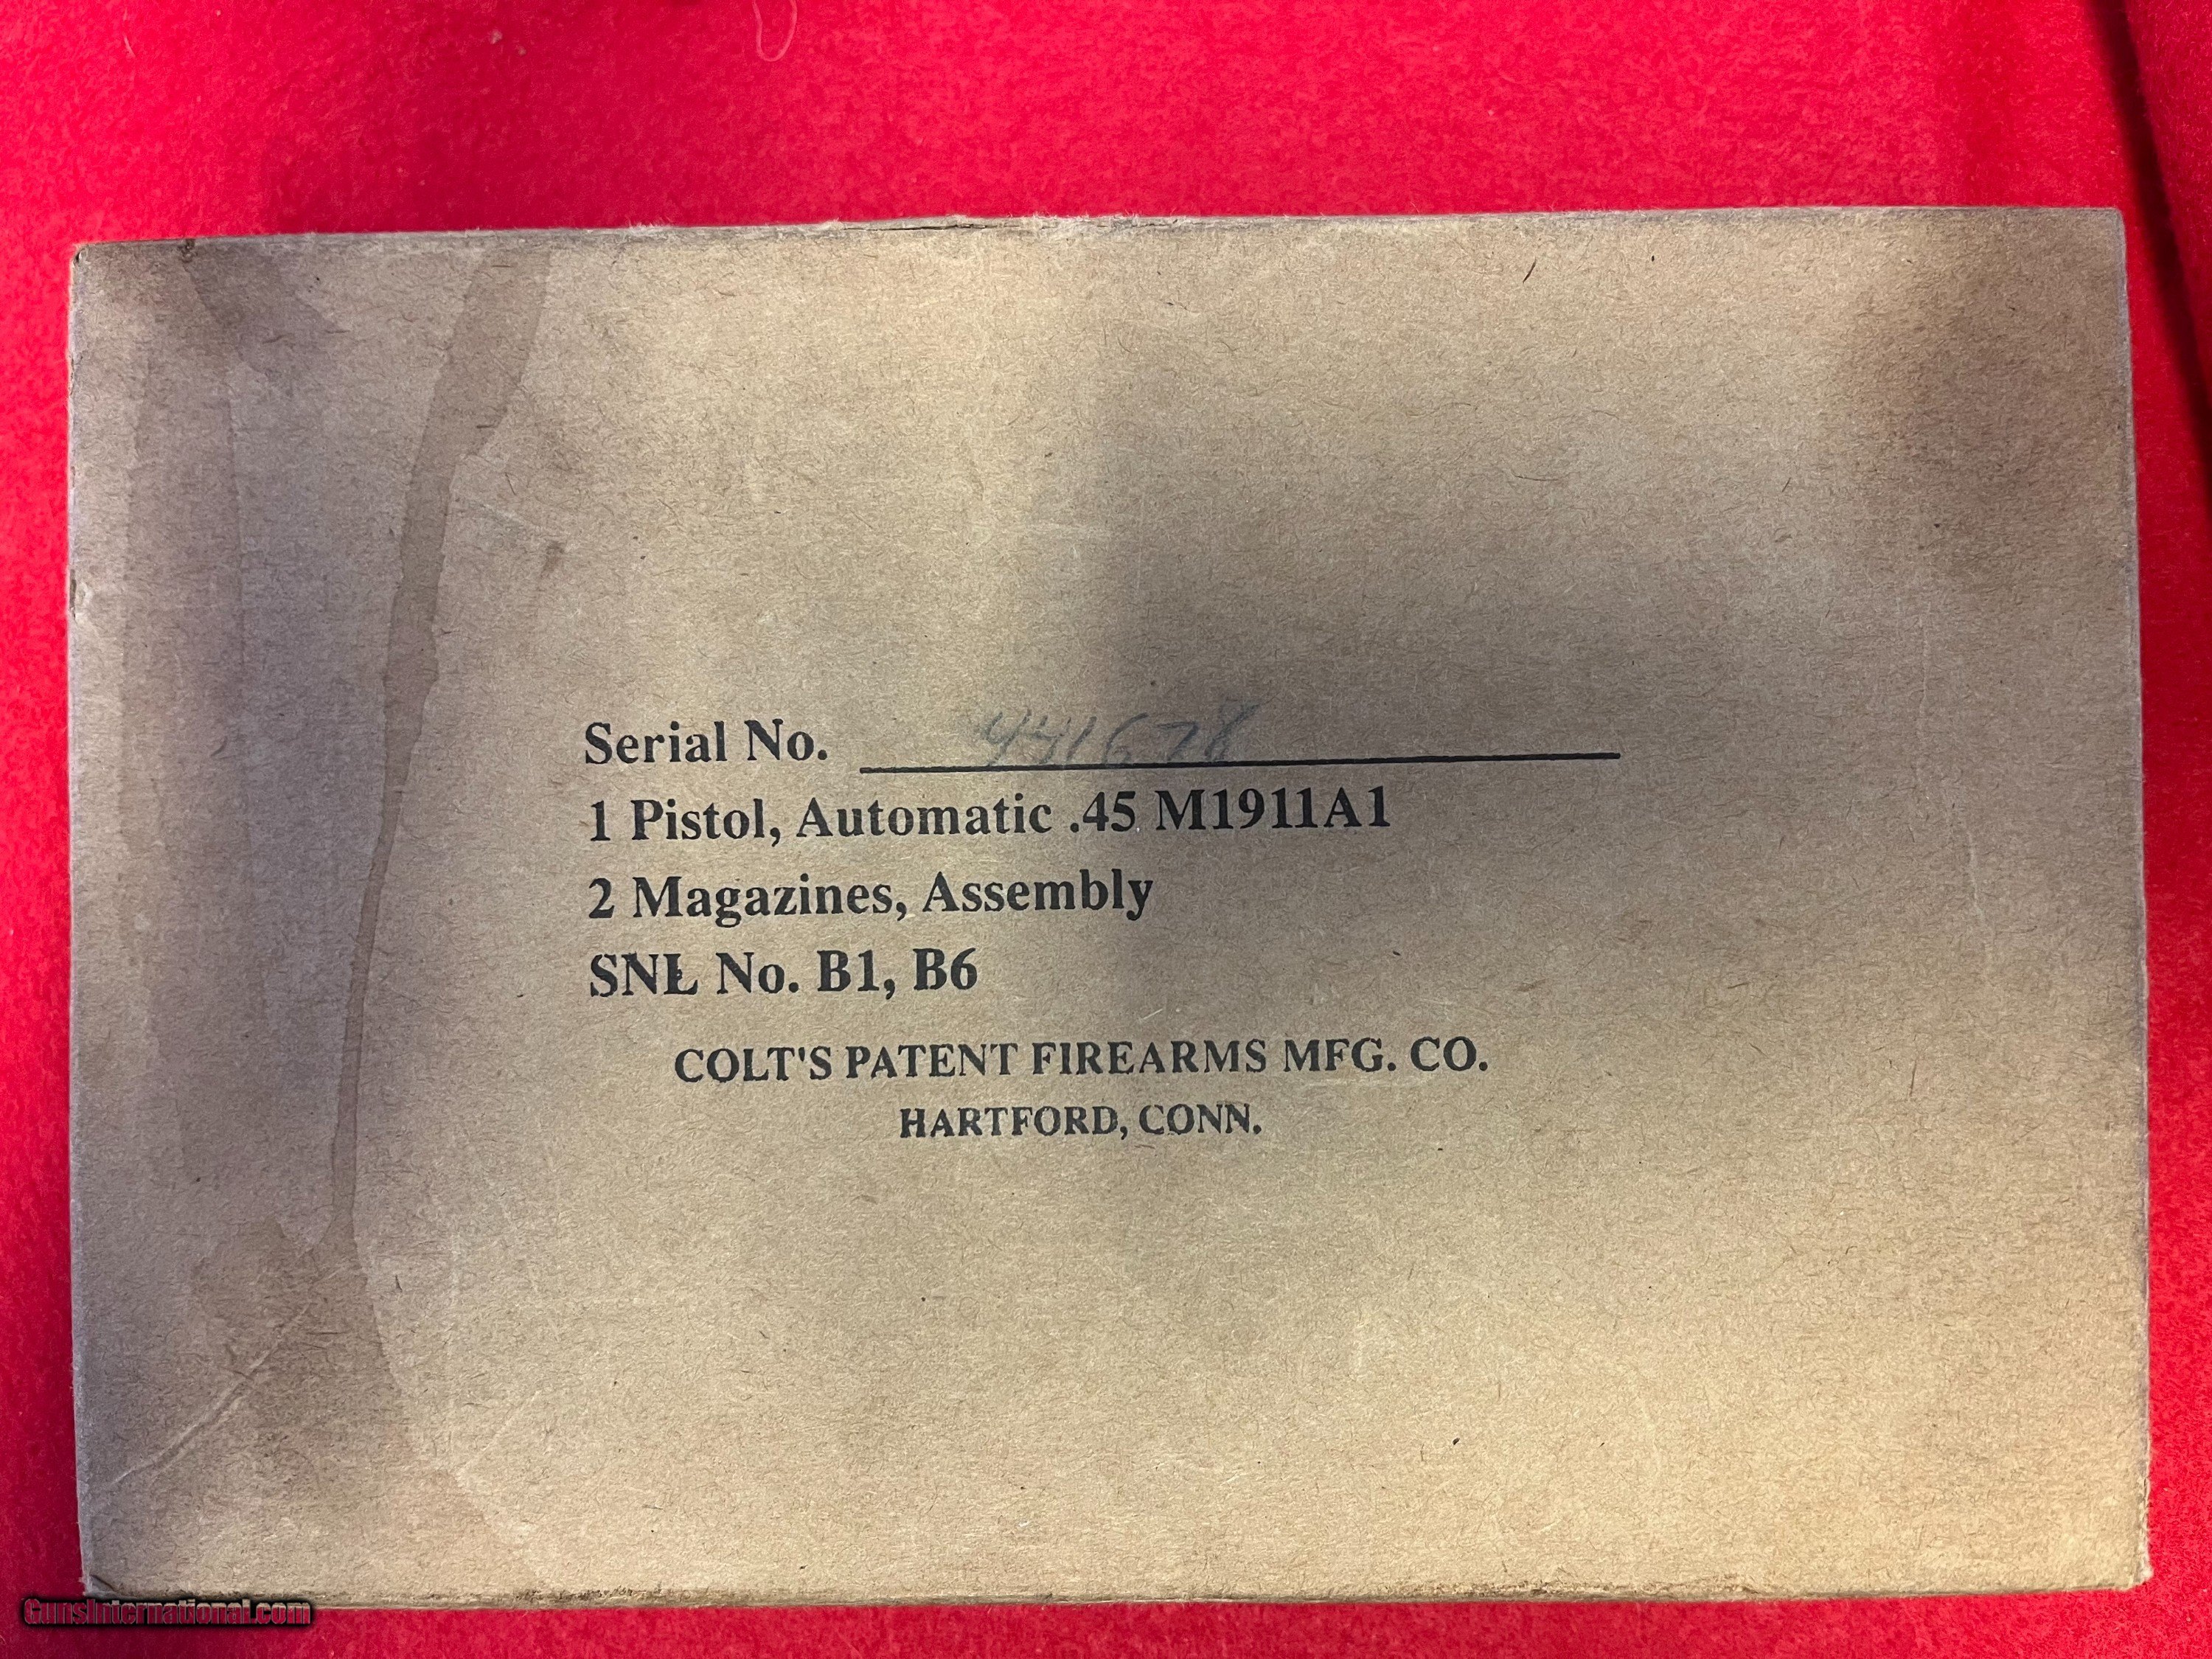 Serial No. 441678
1 Pistol, Automatic .45 M1911A1
2 Magazines, Assembly
SNL No. B1, B6
COLT'S PATENT FIREARMS MFG. CO.
HARTFORD, CONN.
GunsInternational.com